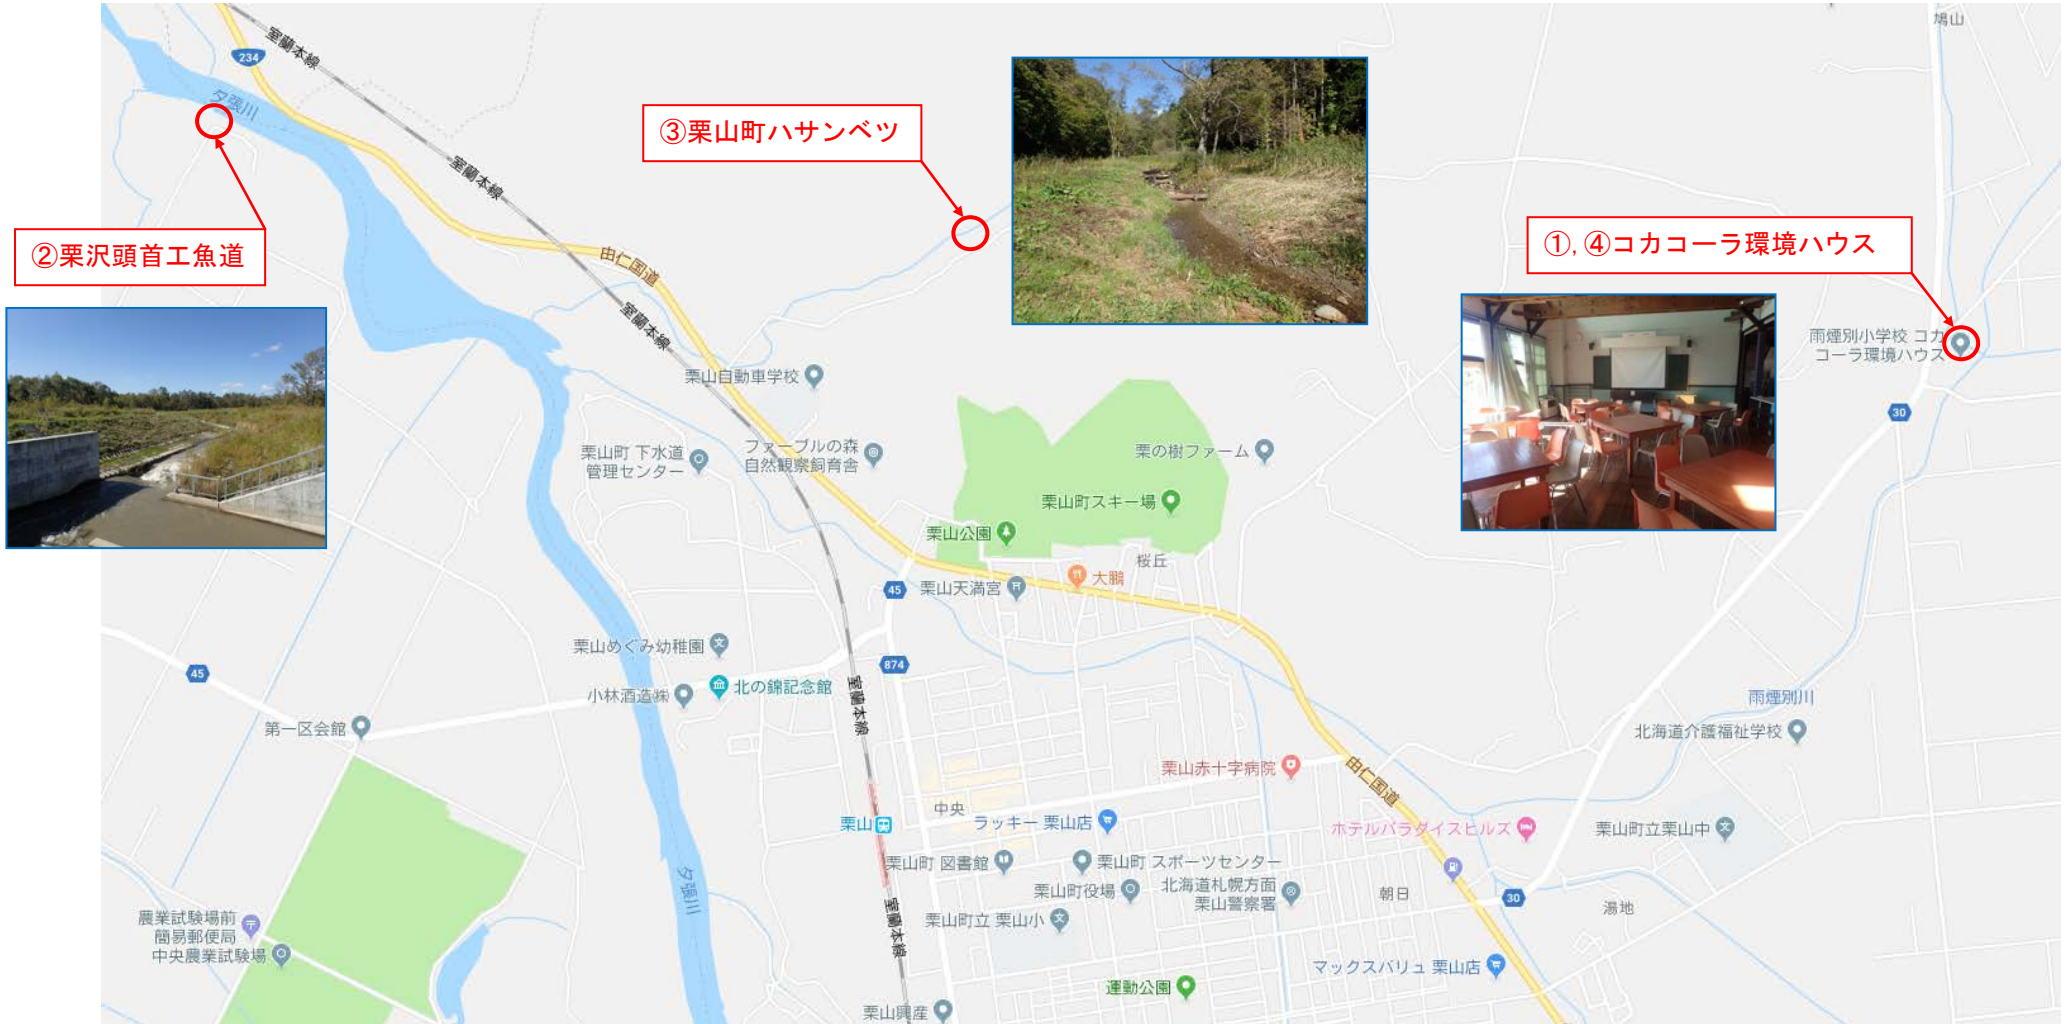 鳩山
室蘭本線
234
夕張川
③栗山町ハサンベツ
室蘭本線
②栗沢頭首工魚道
①,④コカコーラ環境ハウス
由仁国道
室蘭本線
雨煙別小学校 コカ
コーラ環境ハウス
栗山自動車学校
30
栗山町 下水道
管理センター
ファーブルの森
自然観察飼育舎
栗の樹ファーム
栗山町スキー場
栗山公園
桜丘
大鵬
45
栗山天満宮
栗山めぐみ幼稚園
874
45
小林酒造㈱
北の錦記念館
室蘭本線
雨煙別川
第一区会館
北海道介護福祉学校
栗山赤十字病院
由仁国道
中央
栗山
ラッキー 栗山店
ホテルパラダイスヒルズ
栗山町立栗山中
栗山町 図書館
栗山町 スポーツセンター
夕張川
栗山町役場
北海道札幌方面
栗山警察署
朝日
30
湯地
農業試験場前
簡易郵便局
栗山町立 栗山小
室蘭本線
中央農業試験場
マックスバリュ 栗山店
運動公園
栗山興産